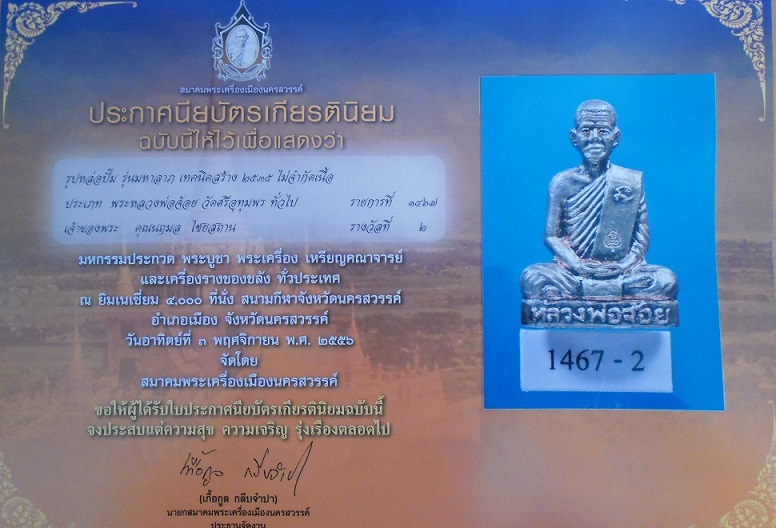 สมาคมพระเครื่องเมืองนครสวรรค์
ประกาศนียบัตรเกียรตินิยม
ฉบับนี้ให้ไว้เพื่อแสดงว่า
รูปหล่อปั๊ม รุ่นมหาลาภ เทคนิคสร้าง ๒๕๓๕ ไม่จำกัดเนื้อ
ประเภท พระหลวงพ่อจ้อย วัดศรีอุทุมพร ทั่วไป รายการที่ ๑๔๖๗
เจ้าของพระ คุณนฤมล ไชยสถาน รางวัลที่ ๒
มหกรรมประกวด พระบูชา พระเครื่อง เหรียญคณาจารย์
และเครื่องรางของขลัง ทั่วประเทศ
ณ ยิมเนเซี่ยม ๔,๐๐๐ ที่นั่ง สนามกีฬาจังหวัดนครสวรรค์
อำเภอเมือง จังหวัดนครสวรรค์
วันอาทิตย์ที่ ๓ พฤศจิกายน พ.ศ. ๒๕๕๖
จัดโดย
สมาคมพระเครื่องเมืองนครสวรรค์
ขอให้ผู้ได้รับใบประกาศนียบัตรเกียรตินิยมฉบับนี้
จงประสบแต่ความสุข ความเจริญ รุ่งเรืองตลอดไป
(เกื้อกูล กลีบจำปา)
นายกสมาคมพระเครื่องเมืองนครสวรรค์
ประธานจัดงาน
หลวงพ่อจ้อย
1467 - 2